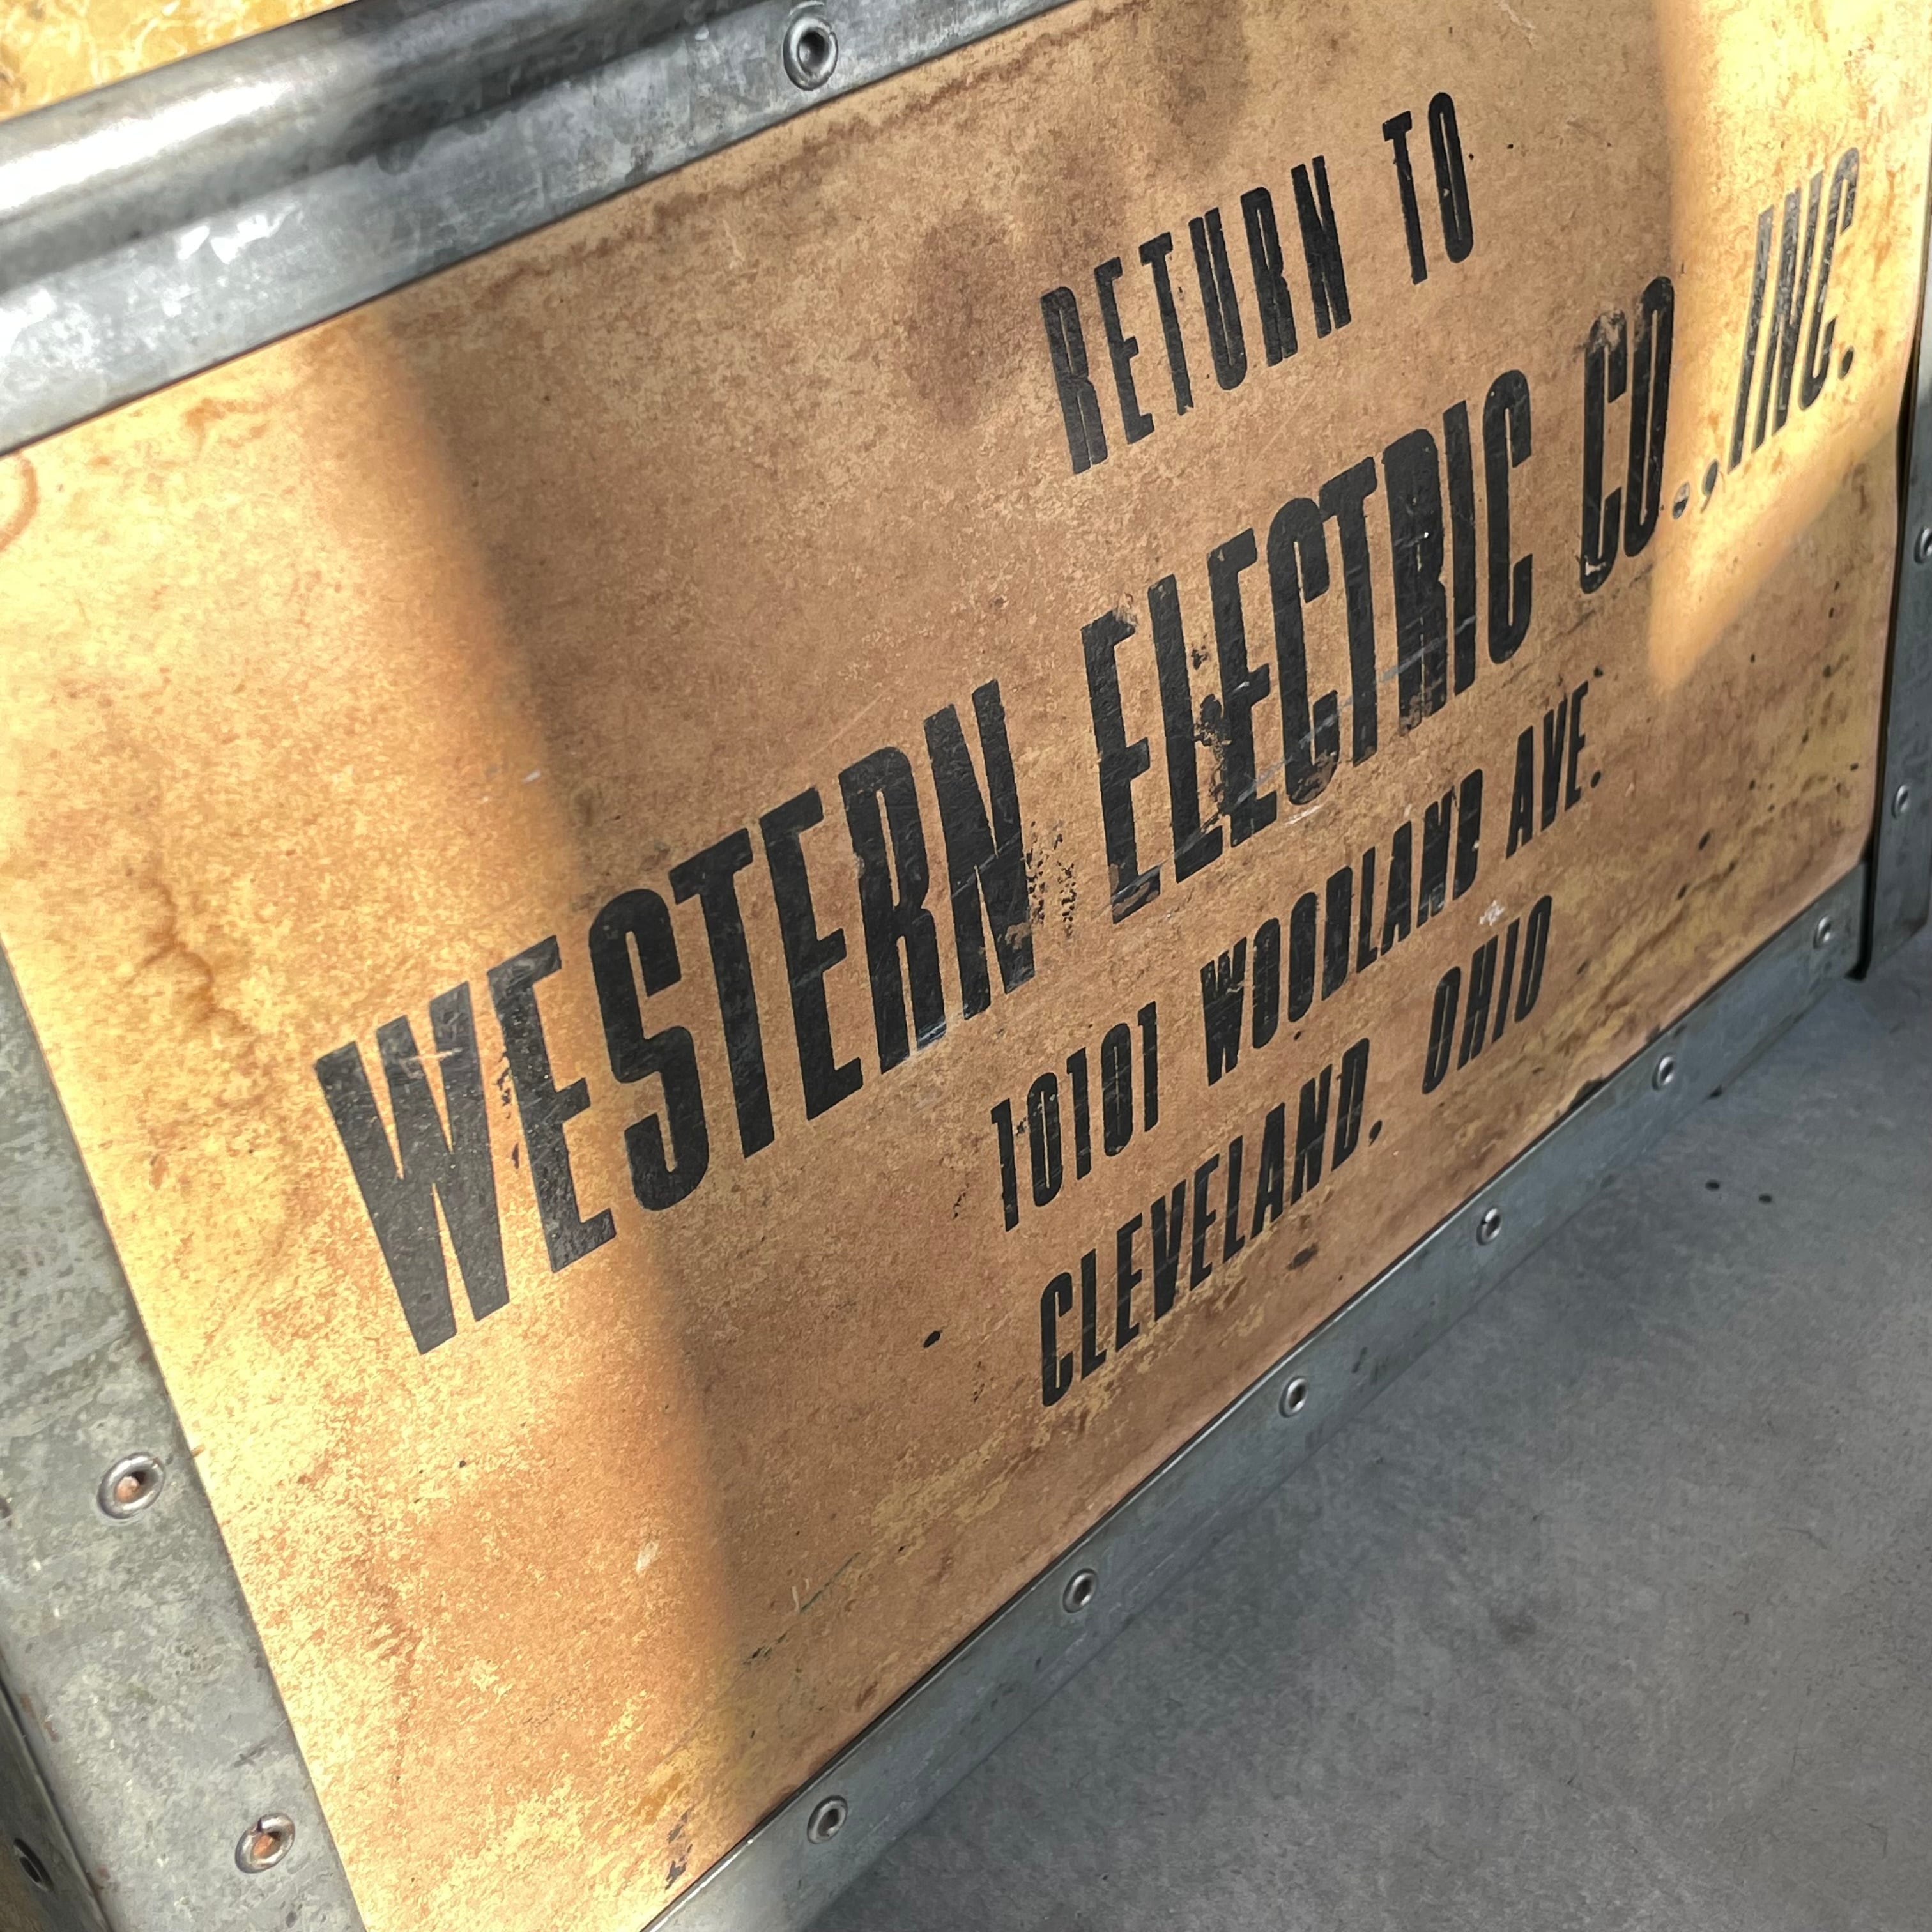 RETURN TO
WESTERN ELECTRIC CO., INC.
10101 WOODLAND AVE.
CLEVELAND, OHIO